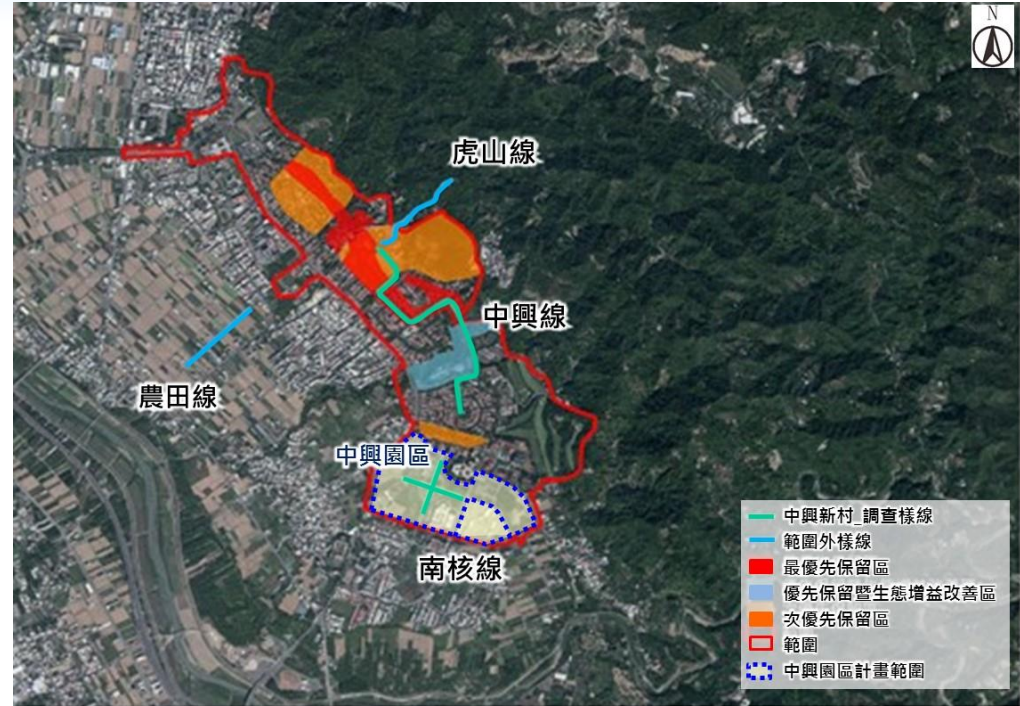 N
虎山線
中興線
農田線
中興園區
南核線
中興新村_調查樣線
範圍外樣線
最優先保留區
優先保留暨生態增益改善區
次優先保留區
範圍
中興園區計畫範圍